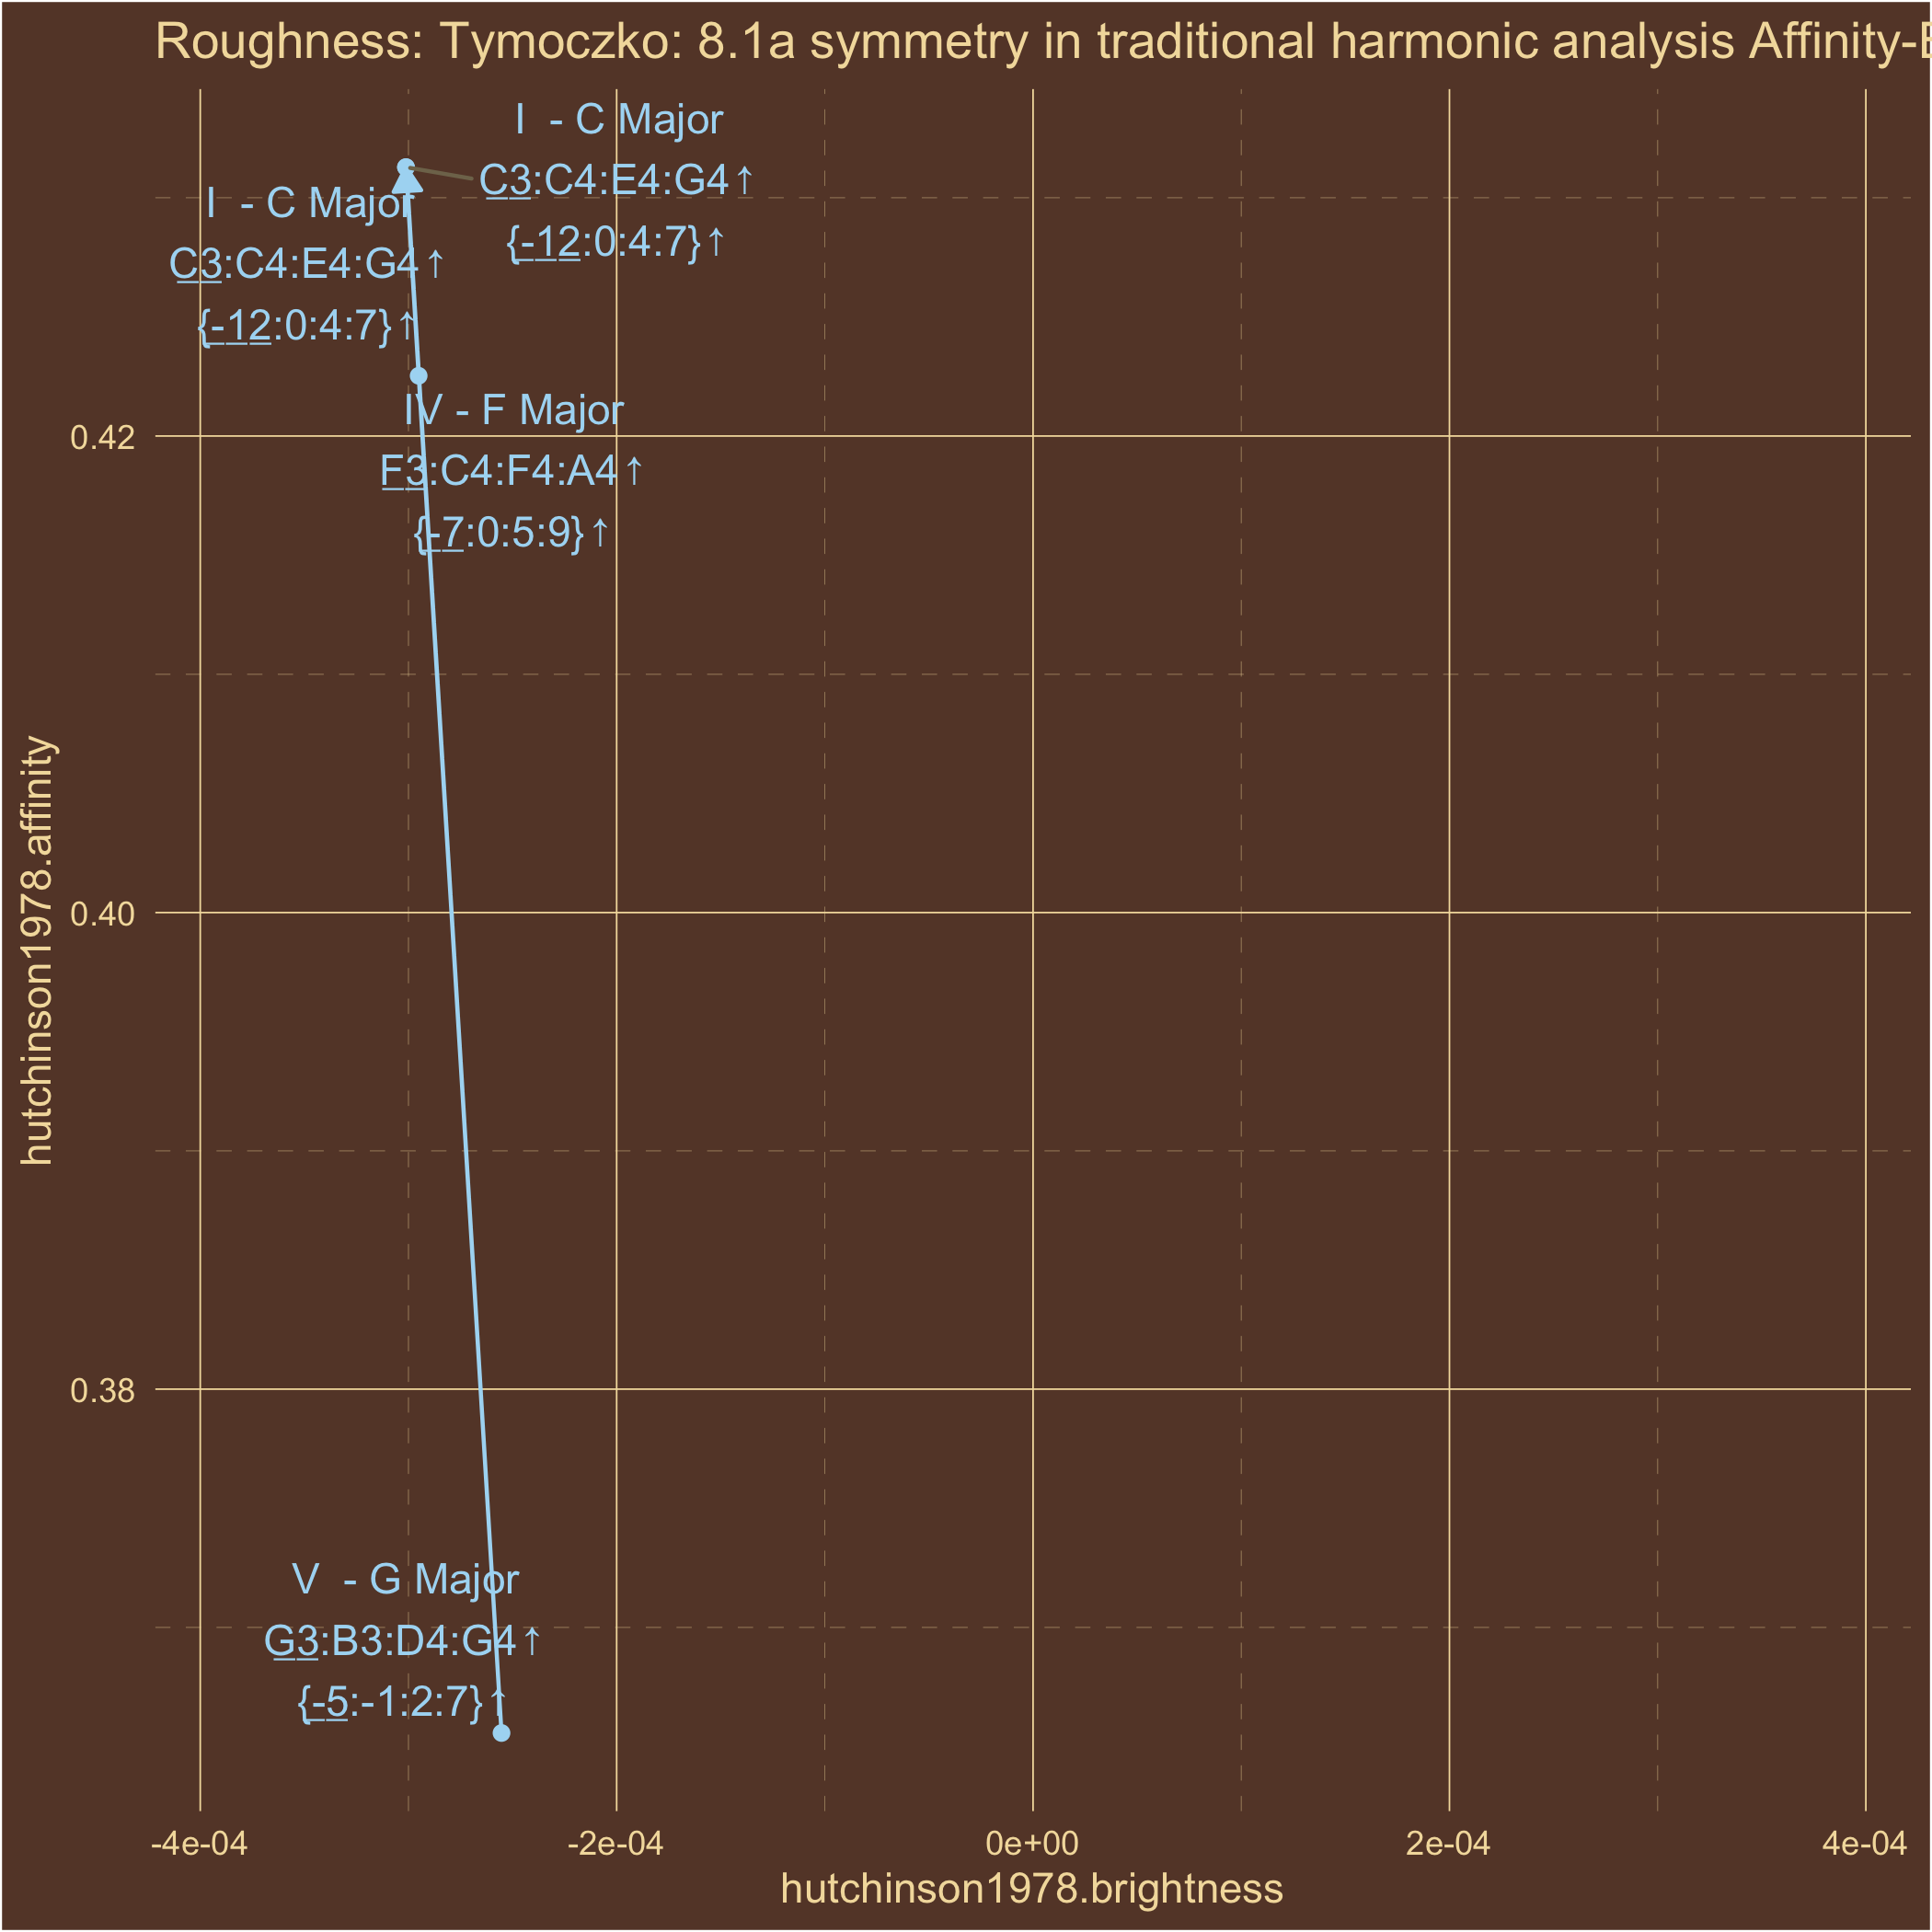 Roughness: Tymoczko: 8.1a symmetry in traditional harmonic analysis Affinity-
I  - C Major
C3:C4:E4:G4↑
{-12:0:4:7}↑
I  - C Major
C3:C4:E4:G4↑
{-12:0:4:7}↑
IV - F Major
F3:C4:F4:A4↑
{-7:0:5:9}↑
0.42
0.40
0.38
hutchinson1978.affinity
V  - G Major
G3:B3:D4:G4↑
{-5:-1:2:7}↑
-4e-04
-2e-04
0e+00
2e-04
4e-04
hutchinson1978.brightness